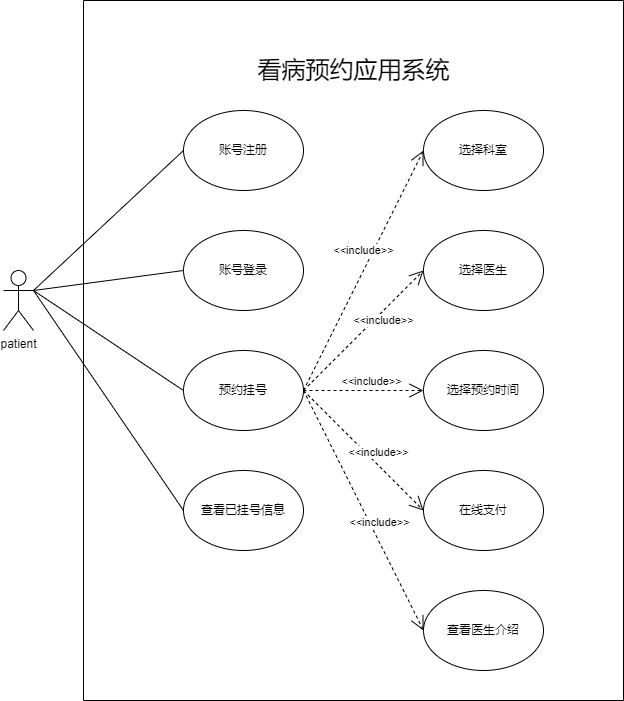 看病预约应用系统
账号注册
选择科室
<<include>>
账号登录
选择医生
<<include>>
patient
预约挂号
<<include>>
选择预约时间
<<include>>
查看已挂号信息
<<include>>
在线支付
查看医生介绍